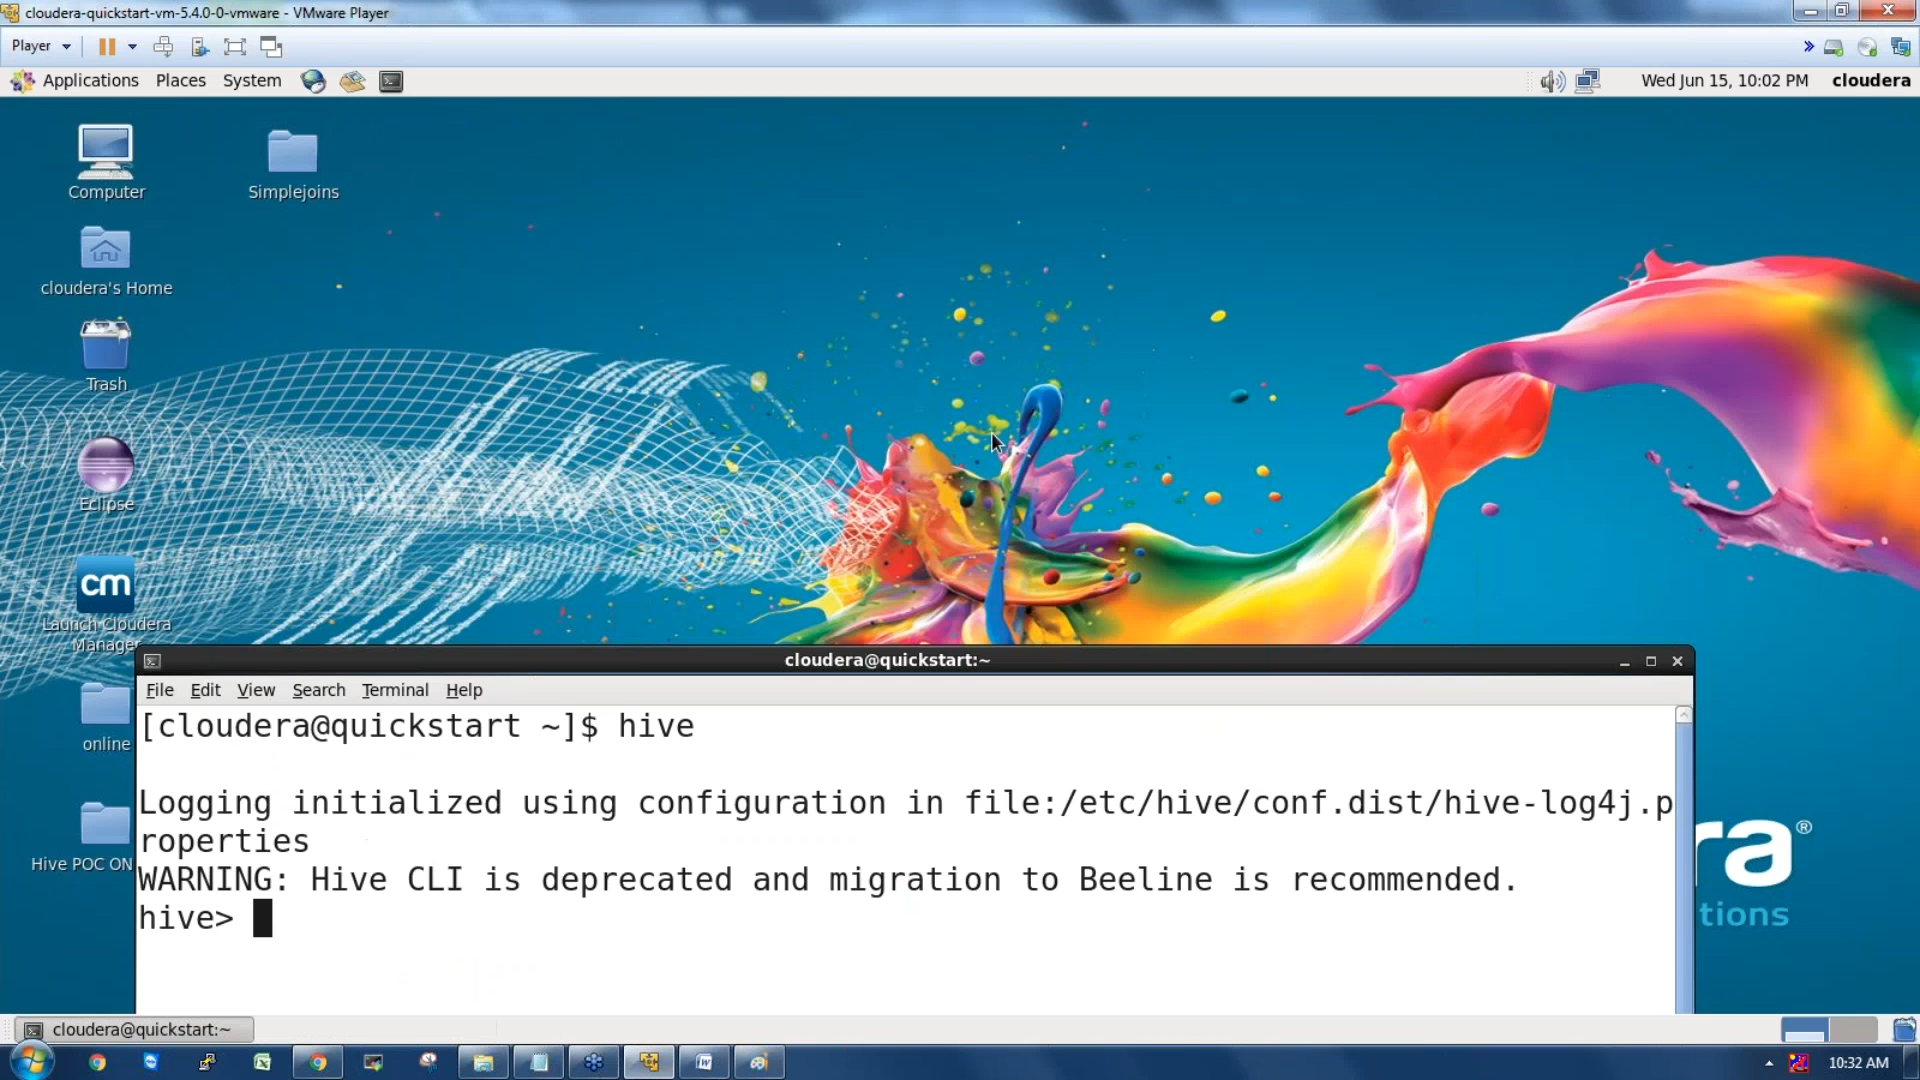 cloudera-quickstart-vm-5.4.0-0-vmware - VMware Player
Player
Applications Places System
Wed Jun 15, 10:02 PM cloudera
Computer
Simplejoins
cloudera's Home
Trash
Eclipse
cm
Launch Cloudera
Manager
online
Hive POC ON
cloudera@quickstart:~
File Edit View Search Terminal Help
[cloudera@quickstart ~]$ hive
Logging initialized using configuration in file:/etc/hive/conf.dist/hive-log4j.p
roperties
WARNING: Hive CLI is deprecated and migration to Beeline is recommended.
hive>
ra®
tions
cloudera@quickstart:~
10:32 AM